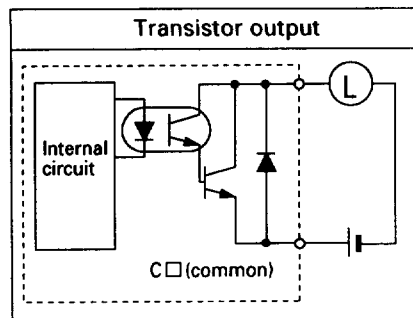 Transistor output
Internal
circuit
L
C□(common)